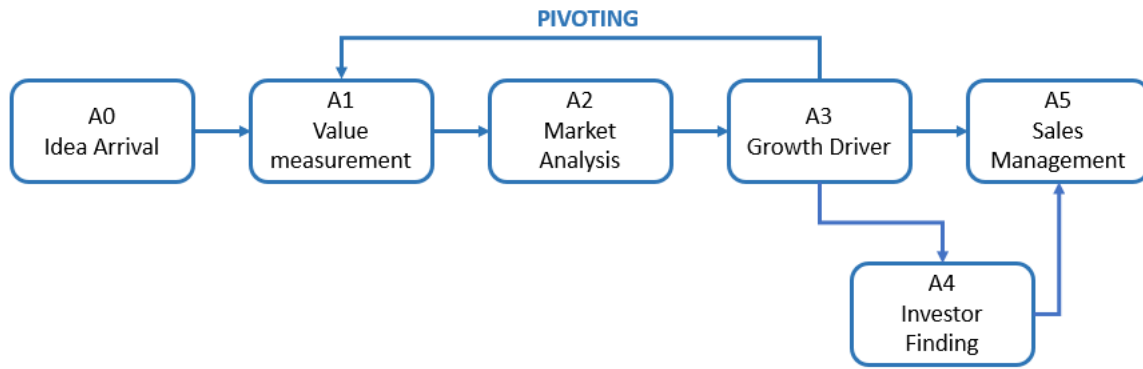 PIVOTING
A0
Idea Arrival
A1
Value
measurement
A2
Market
Analysis
A3
Growth Driver
A5
Sales
Management
A4
Investor
Finding